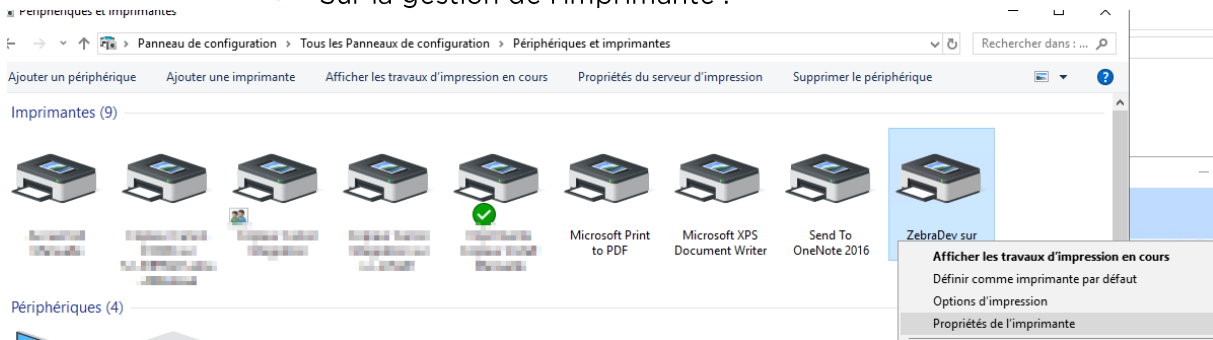 Sur la gestion de l'imprimante :
Périphériques et imprimantes
Panneau de configuration > Tous les Panneaux de configuration > Périphériques et imprimantes
Rechercher dans : ...
Ajouter un périphérique Ajouter une imprimante Afficher les travaux d'impression en cours Propriétés du serveur d'impression Supprimer le périphérique
Imprimantes (9)
Microsoft Print
to PDF
Microsoft XPS
Document Writer
Send To
OneNote 2016
ZebraDev sur
Afficher les travaux d'impression en cours
Définir comme imprimante par défaut
Options d'impression
Propriétés de l'imprimante
Périphériques (4)